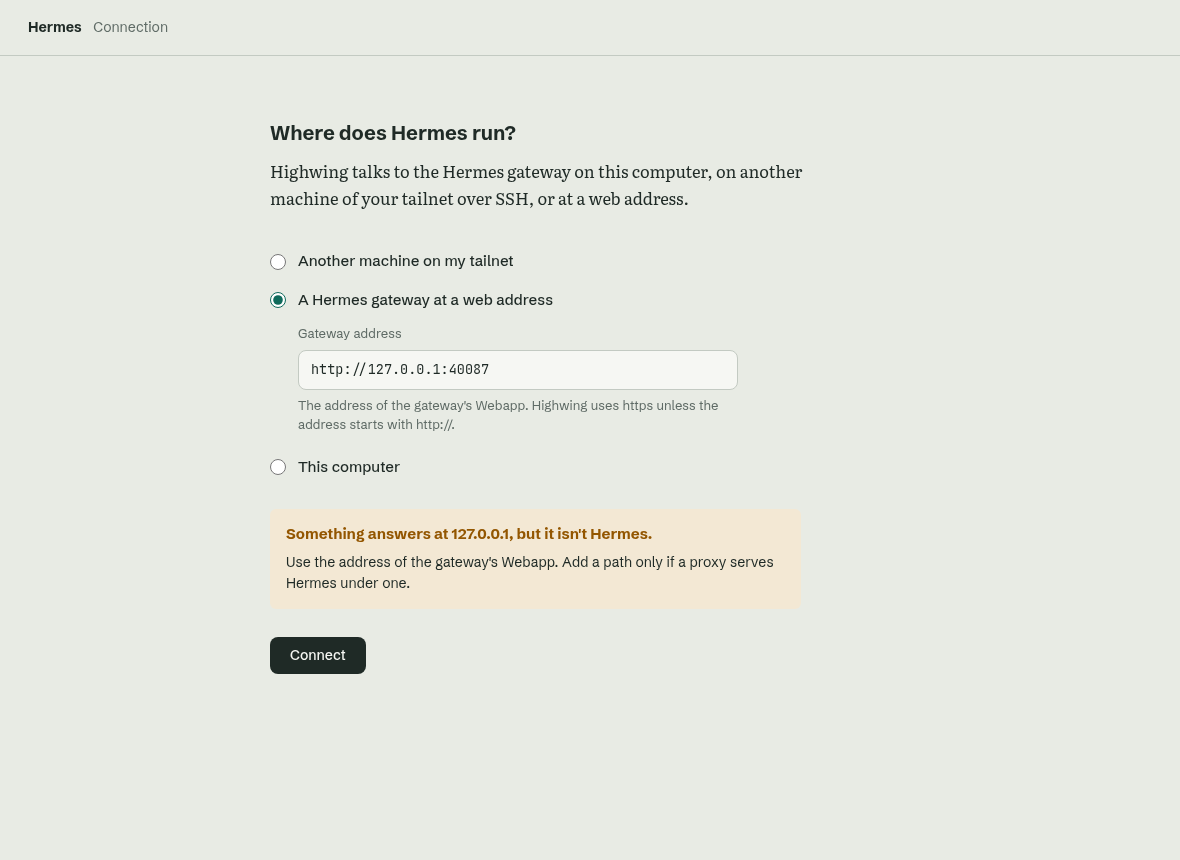 Hermes Connection
Where does Hermes run?
Highwing talks to the Hermes gateway on this computer, on another
machine of your tailnet over SSH, or at a web address.
Another machine on my tailnet
A Hermes gateway at a web address
Gateway address
http://127.0.0.1:40087
The address of the gateway's Webapp. Highwing uses https unless the
address starts with http://.
This computer
Something answers at 127.0.0.1, but it isn't Hermes.
Use the address of the gateway's Webapp. Add a path only if a proxy serves
Hermes under one.
Connect